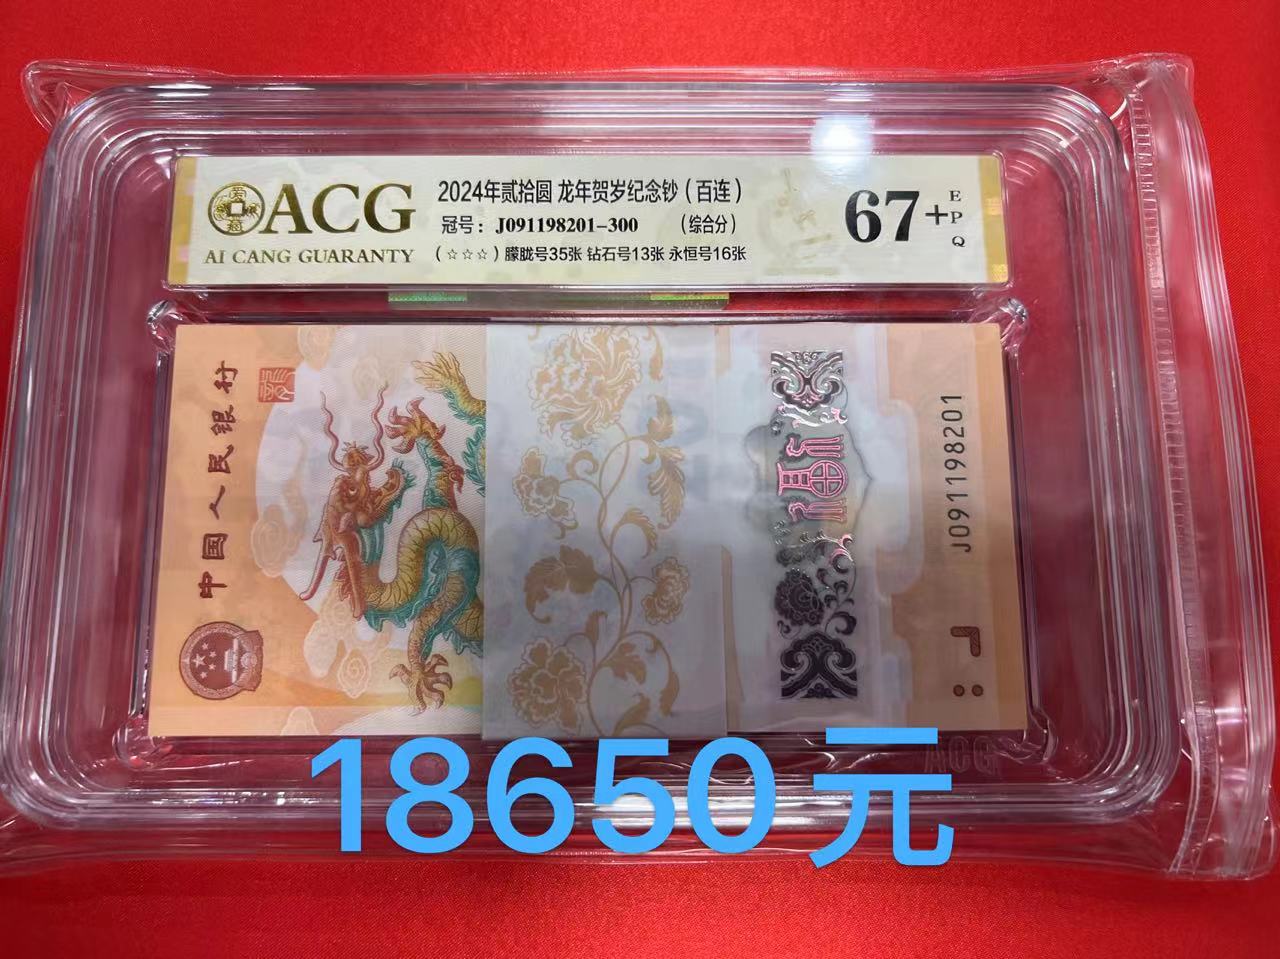 ACG
AI CANG GUARANTY
2024年贰拾圆 龙年贺岁纪念钞(百连)
冠号: J091198201-300 (综合分)
(☆☆☆)朦胧号35张 钻石号13张 永恒号16张
67+
E
P
Q
中国人民银行
J091198201
ACG
18650元